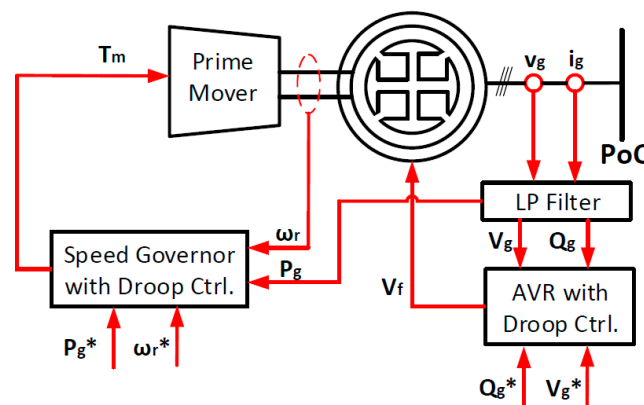 Tm
Prime
Mover
vg
ig
PoC
LP Filter
ωr
Vg
Qg
Speed Governor
with Droop Ctrl.
Pg
Vf
AVR with
Droop Ctrl.
Pg*
ωr*
Qg*
Vg*